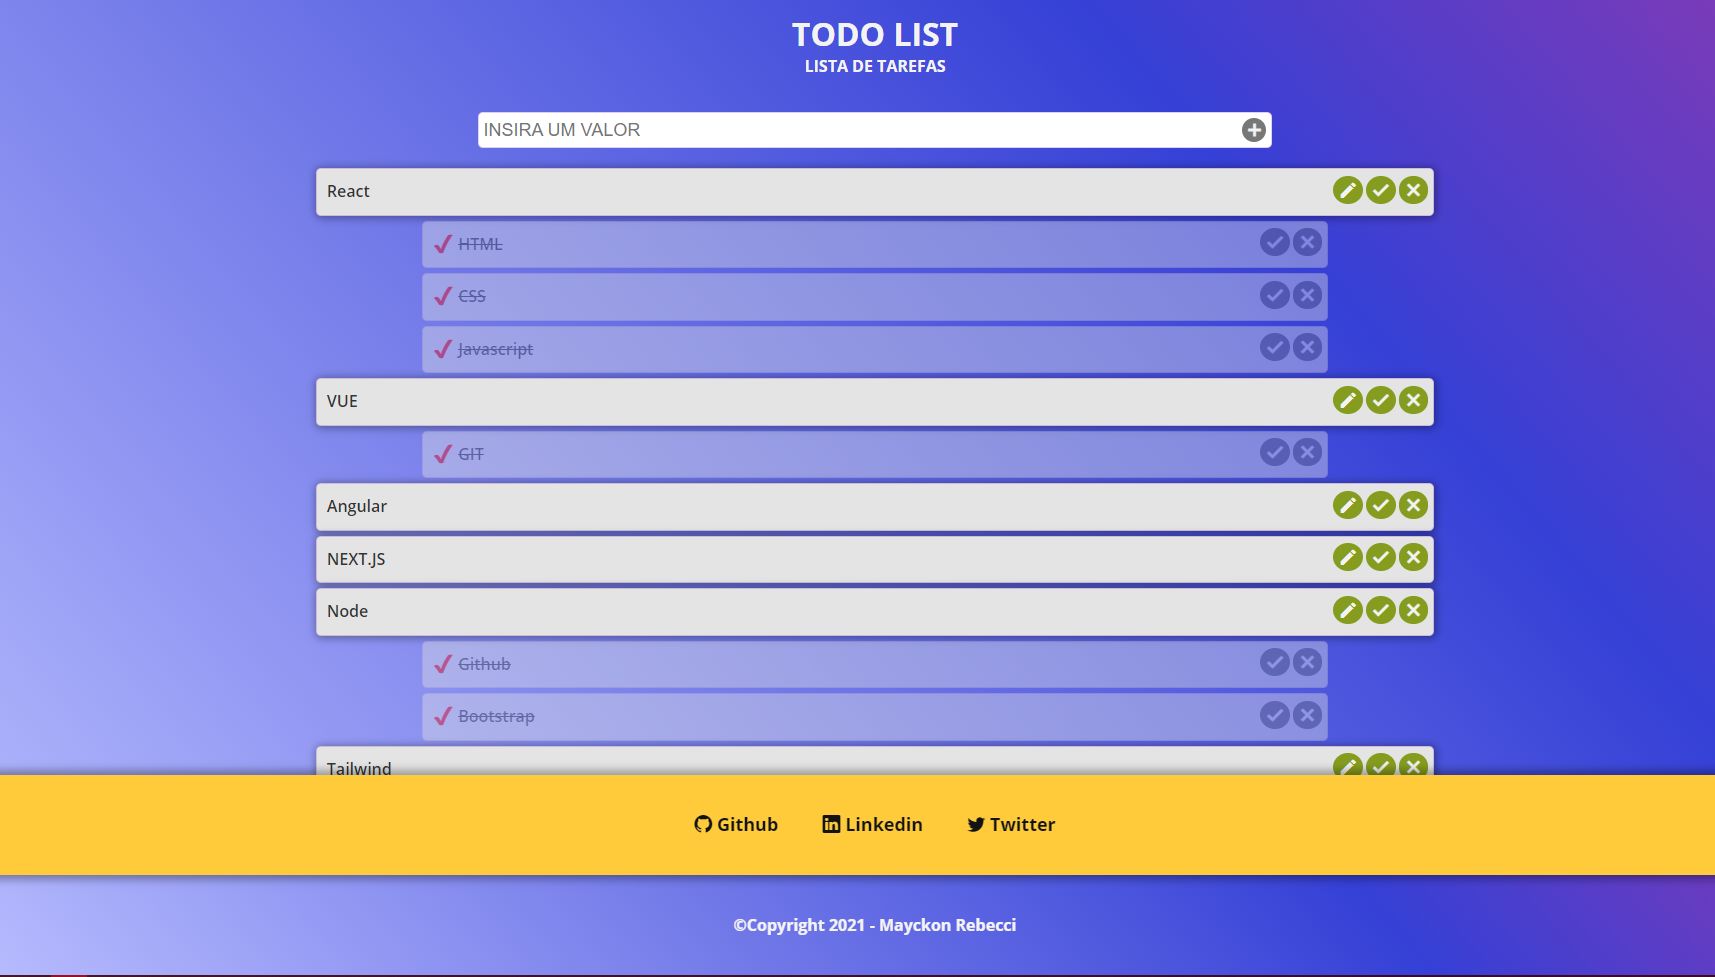 TODO LIST
LISTA DE TAREFAS
INSIRA UM VALOR
React
HTML
CSS
Javascript
VUE
GIT
Angular
NEXT.JS
Node
Github
Bootstrap
Tailwind
Github Linkedin Twitter
©Copyright 2021 - Mayckon Rebecci